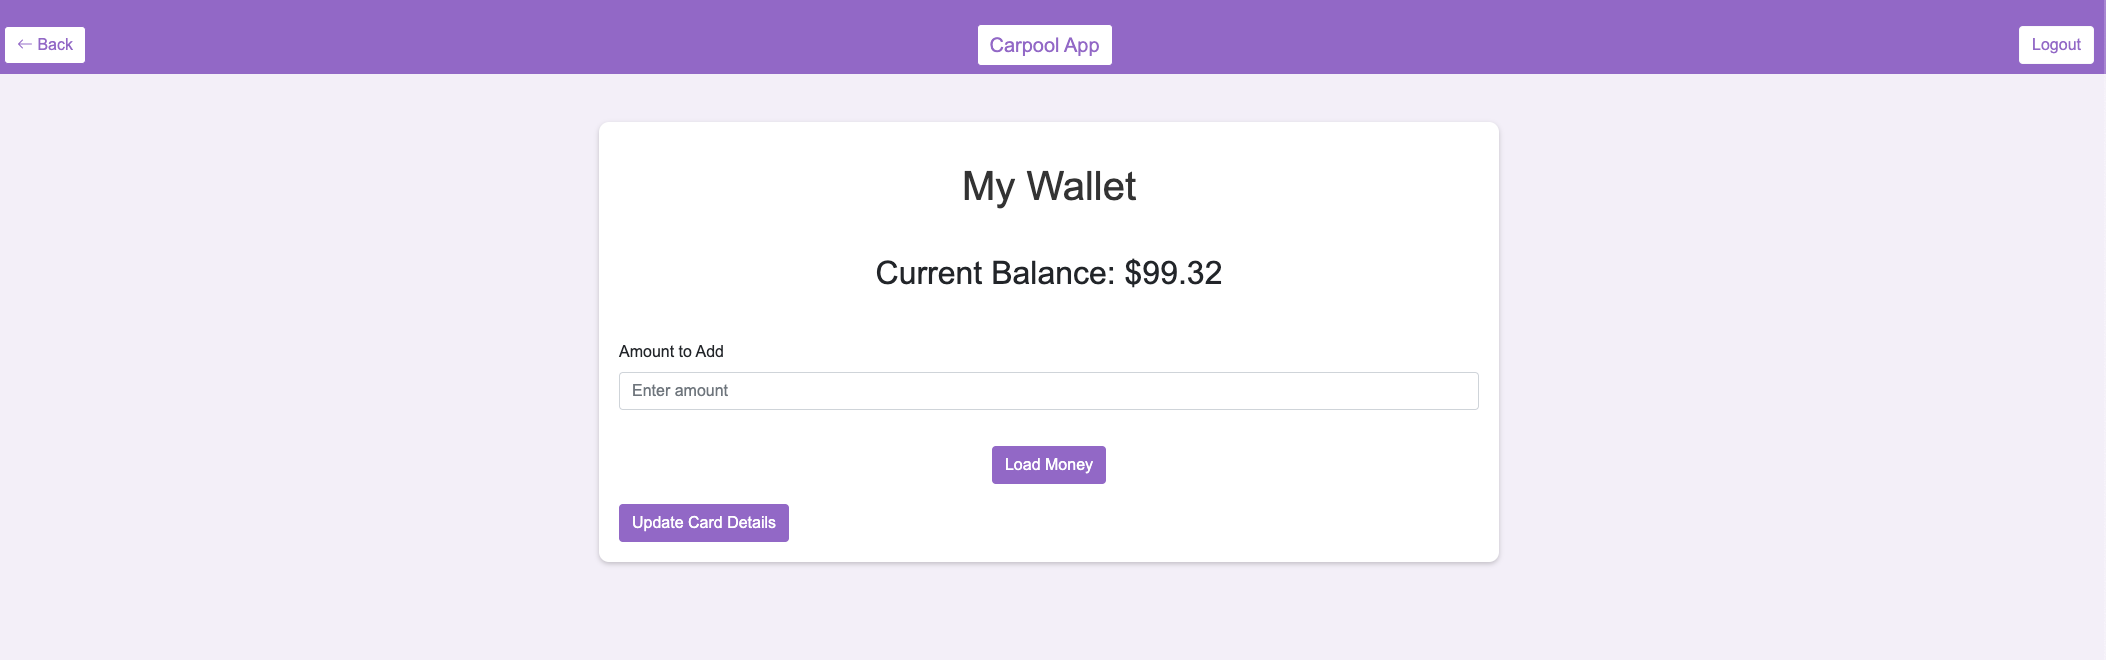 ← Back
Carpool App
Logout
My Wallet
Current Balance: $99.32
Amount to Add
Enter amount
Load Money
Update Card Details